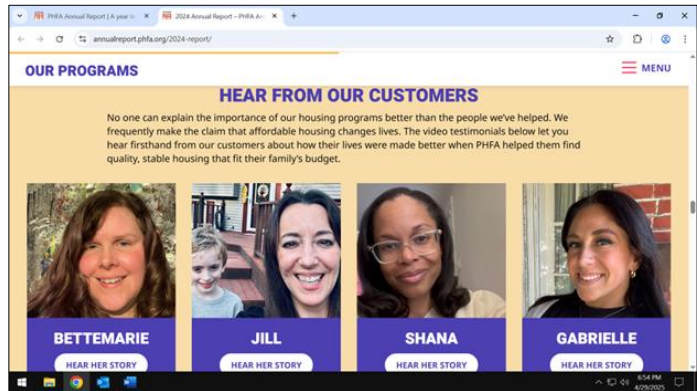 PHFA Annual Report | A year in
2024 Annual Report – PHFA An
annualreport.phfa.org/2024-report/
OUR PROGRAMS
MENU
HEAR FROM OUR CUSTOMERS
No one can explain the importance of our housing programs better than the people we've helped. We
frequently make the claim that affordable housing changes lives. The video testimonials below let you
hear firsthand from our customers about how their lives were made better when PHFA helped them find
quality, stable housing that fit their family's budget.
BETTEMARIE
JILL
SHANA
GABRIELLE
HEAR HER STORY
HEAR HER STORY
HEAR HER STORY
HEAR HER STORY
6:54 PM
4/29/2025